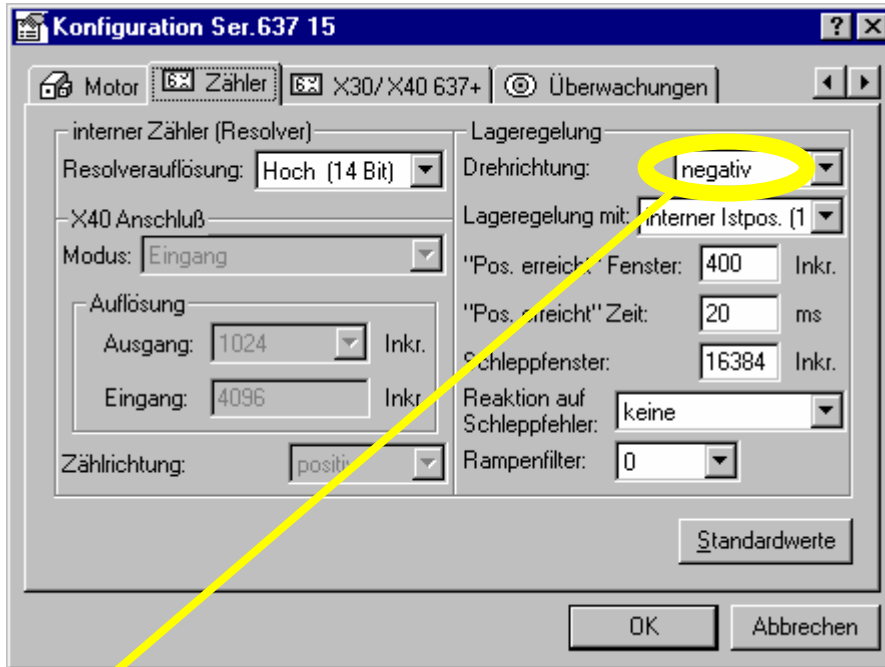 Konfiguration Ser.637 15
Motor
Zähler
X30/X40 637+
Überwachungen
interner Zähler (Resolver)
Resolverauflösung: Hoch (14 Bit)
X40 Anschluß
Modus: Eingang
Auflösung
Ausgang: 1024 Inkr.
Eingang: 4096 Inkr
Zählrichtung: positiv
Lageregelung
Drehrichtung: negativ
Lageregelung mit: interner Istpos. (1
"Pos. erreicht" Fenster: 400 Inkr.
"Pos. erreicht" Zeit: 20 ms
Schleppfenster: 16384 Inkr.
Reaktion auf
Schleppfehler: keine
Rampenfilter: 0
Standardwerte
OK
Abbrechen